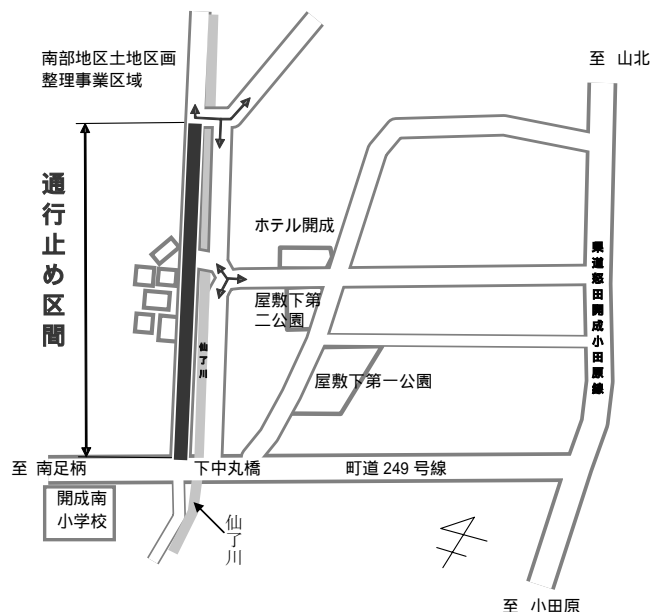 南部地区土地区画
整理事業区域
至 山北
通行止め区間
ホテル開成
県道怒田開成小田原線
屋敷下第
二公園
仙了川
屋敷下第一公園
至 南足柄
下中丸橋
町道 249 号線
開成南
小学校
仙了川
至 小田原